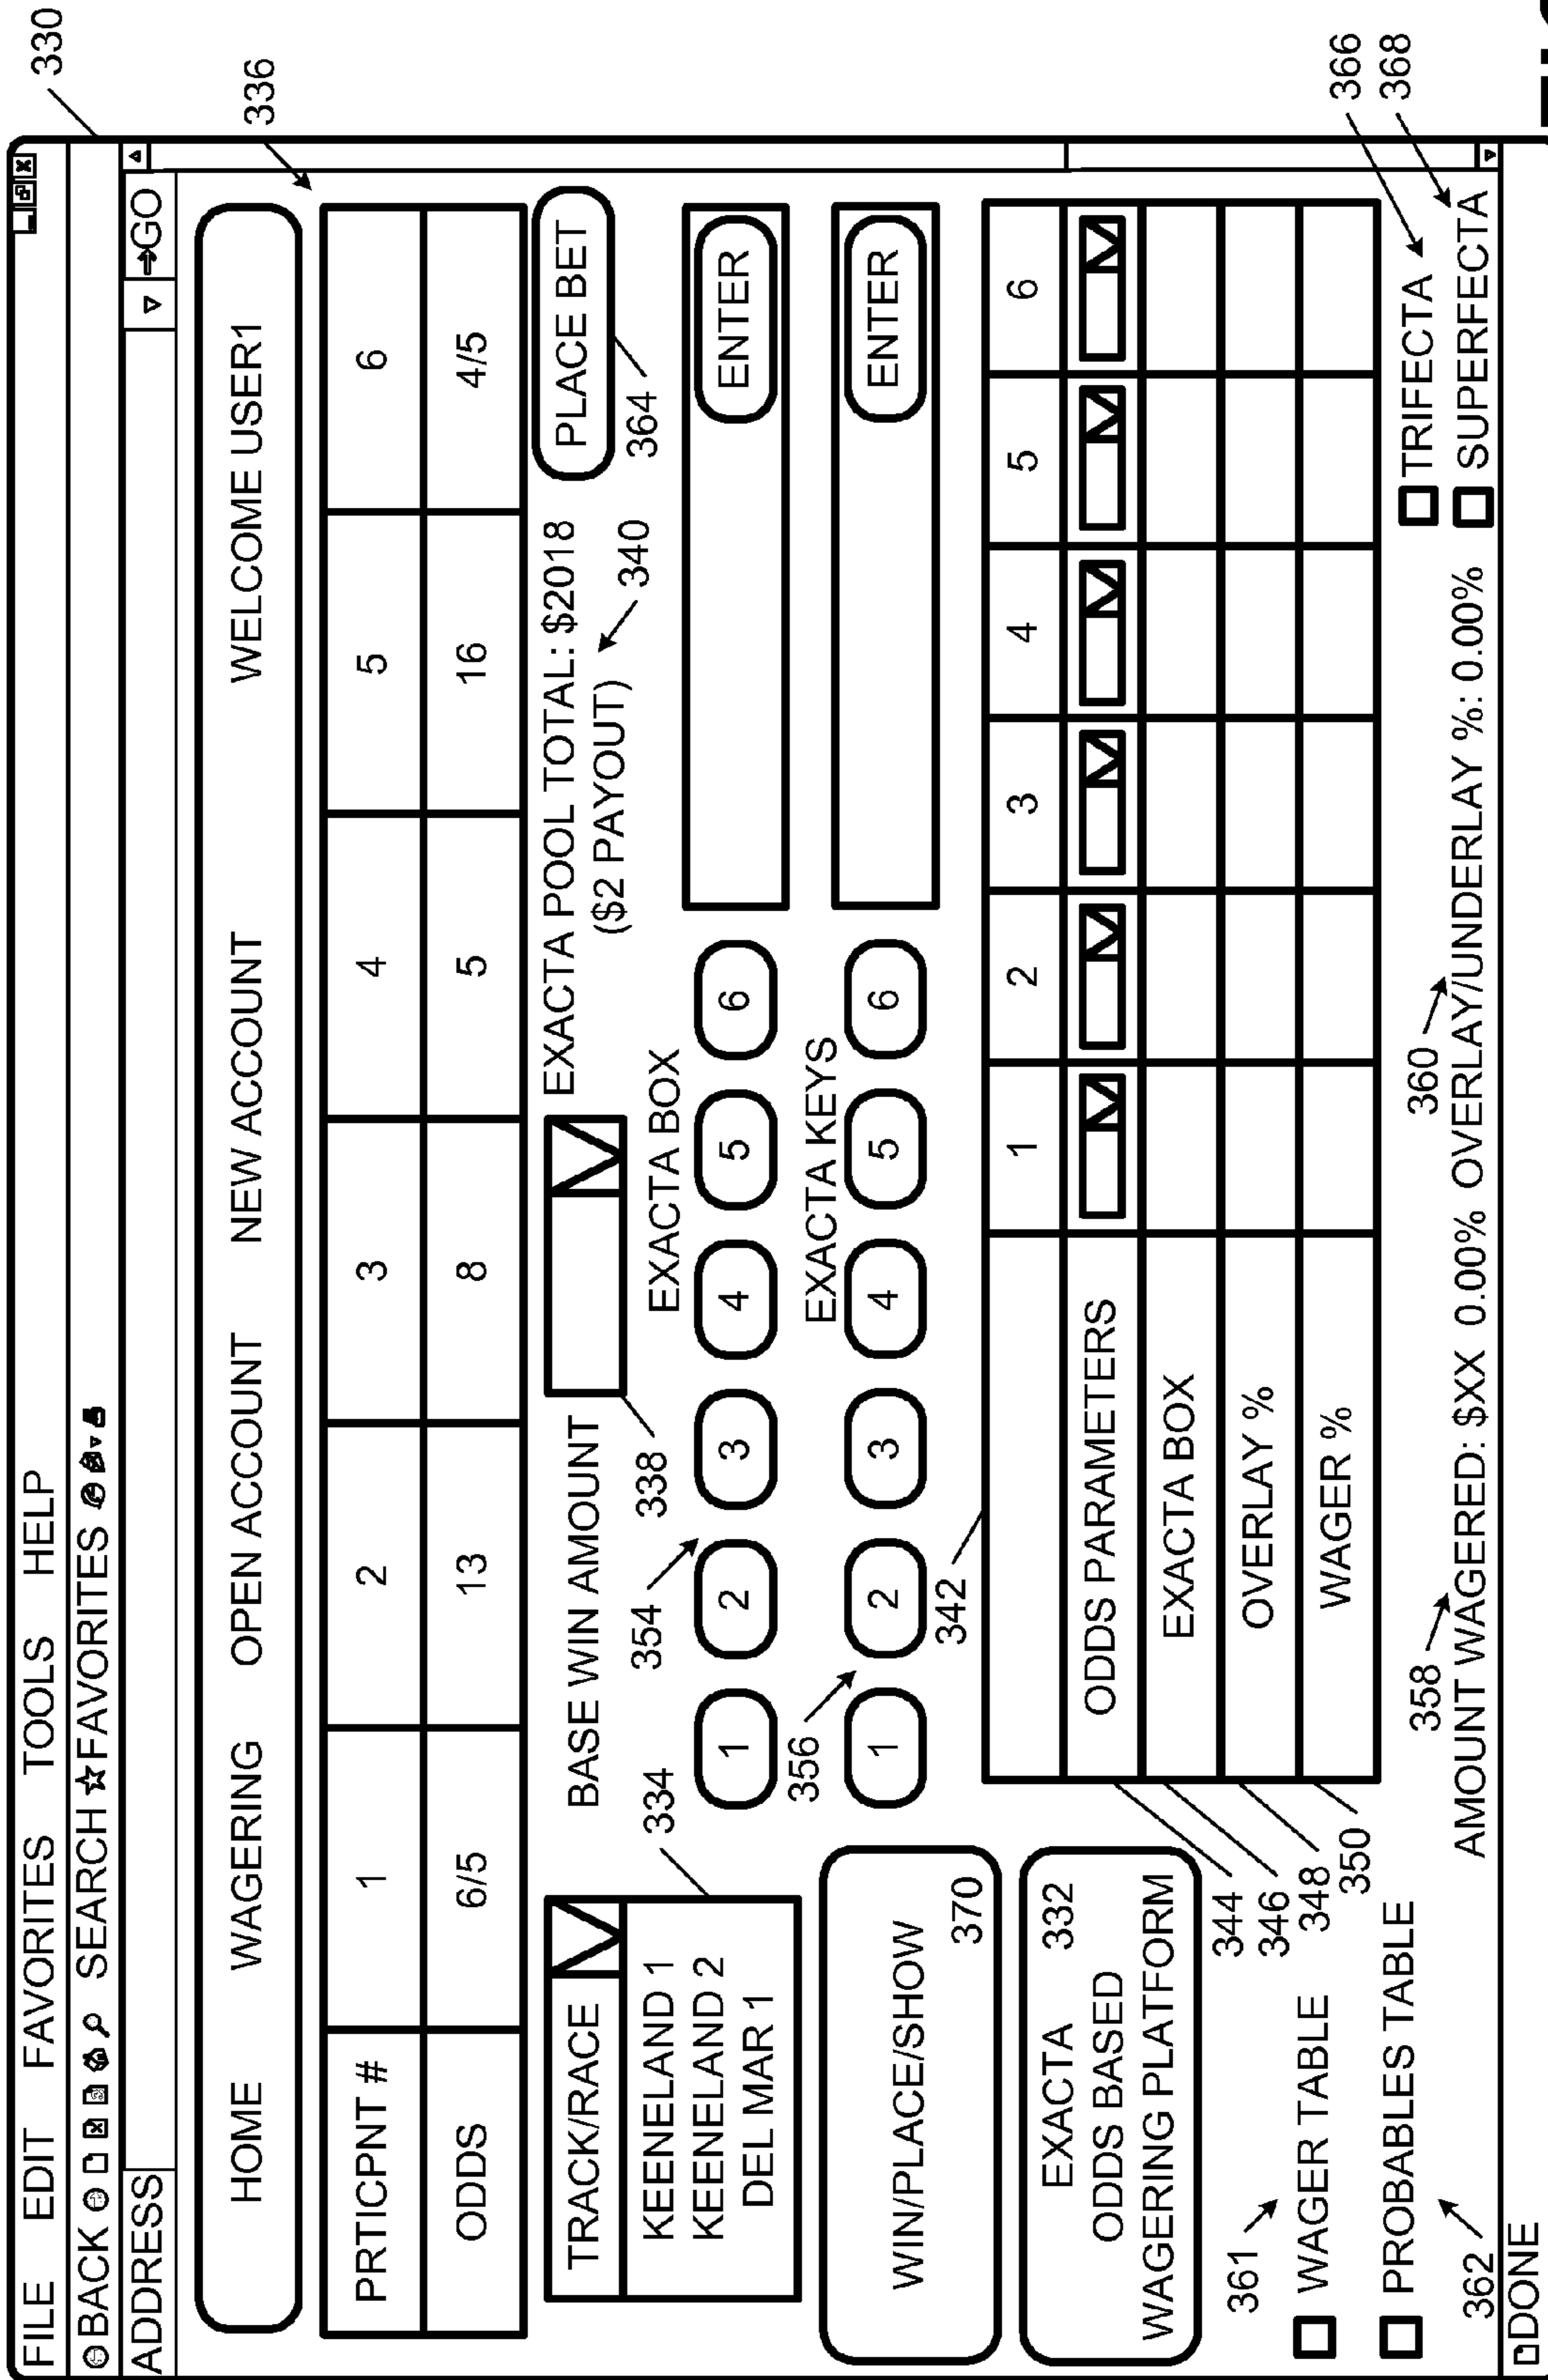 330
FILE EDIT FAVORITES TOOLS HELP
BACK SEARCH FAVORITES
ADDRESS GO
HOME WAGERING OPEN ACCOUNT NEW ACCOUNT WELCOME USER1
336
PRTICPNT # 1 2 3 4 5 6
ODDS 6/5 13 8 5 16 4/5
TRACK/RACE
KEENELAND 1
KEENELAND 2
DEL MAR 1
334
BASE WIN AMOUNT
338
EXACTA POOL TOTAL: $2018
($2 PAYOUT)
340
PLACE BET
364
354
EXACTA BOX
1 2 3 4 5 6 ENTER
356
EXACTA KEYS
1 2 3 4 5 6 ENTER
342
WIN/PLACE/SHOW
370
EXACTA 332
ODDS BASED
WAGERING PLATFORM
1 2 3 4 5 6
ODDS PARAMETERS
EXACTA BOX
OVERLAY %
WAGER %
344
346
348
350
361
WAGER TABLE
PROBABLES TABLE
362
358
360
AMOUNT WAGERED: $XX 0.00% OVERLAY/UNDERLAY %: 0.00%
TRIFECTA
SUPERFECTA
366
368
DONE